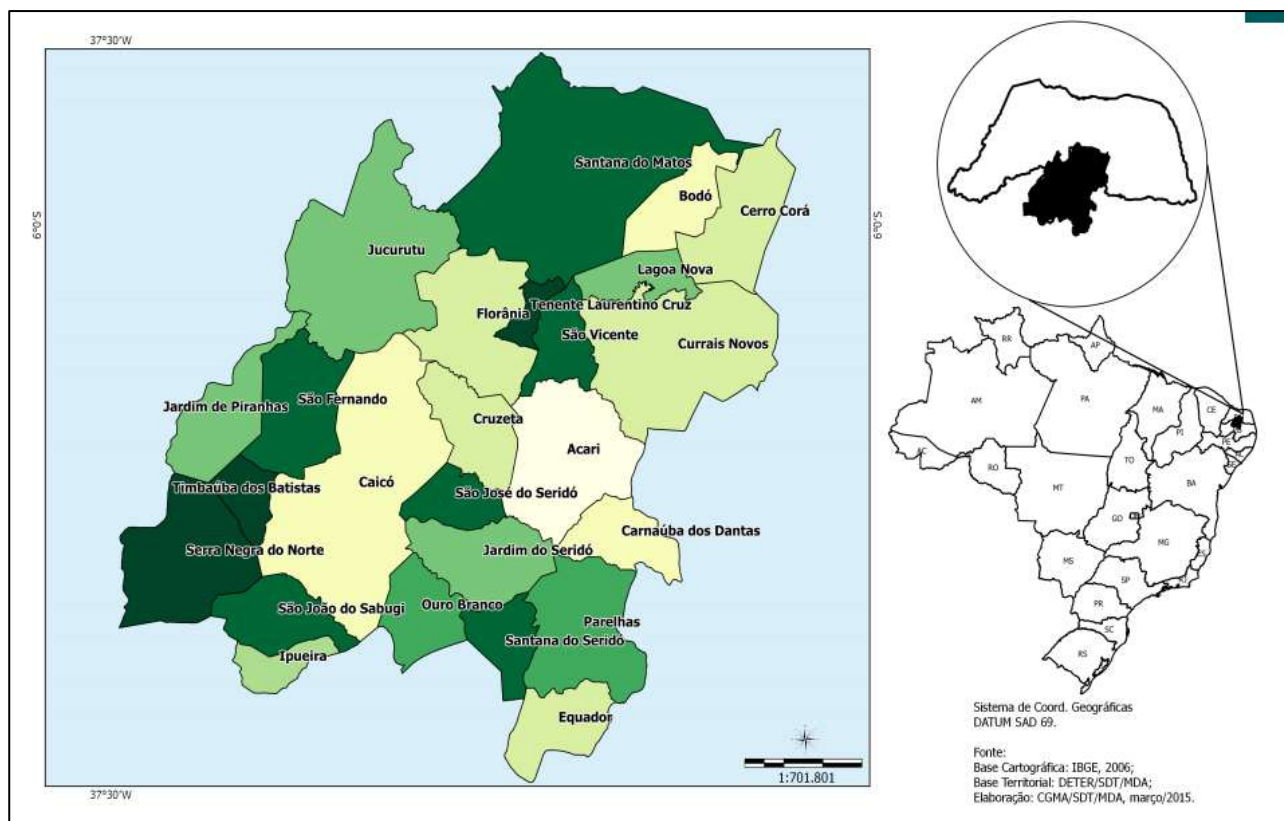 37°30'W
6°0'S
6°0'S
Santana do Matos
Bodó
Cerro Corá
Jucurutu
Lagoa Nova
Florânia
Tenente Laurentino Cruz
São Vicente
Currais Novos
Jardim de Piranhas
São Fernando
Cruzeta
Acari
Timbaúba dos Batistas
Caicó
São José do Seridó
Carnaúba dos Dantas
Serra Negra do Norte
Jardim do Seridó
São João do Sabugi
Ouro Branco
Parelhas
Santana do Seridó
Ipueira
Equador
1:701.801
37°30'W
RR
AP
AM
PA
MA
CE
PI
PE
AC
RO
TO
MT
BA
GO
MG
MS
SP
PR
SC
RS
Sistema de Coord. Geográficas
DATUM SAD 69.
Fonte:
Base Cartográfica: IBGE, 2006;
Base Territorial: DETER/SDT/MDA;
Elaboração: CGMA/SDT/MDA, março/2015.